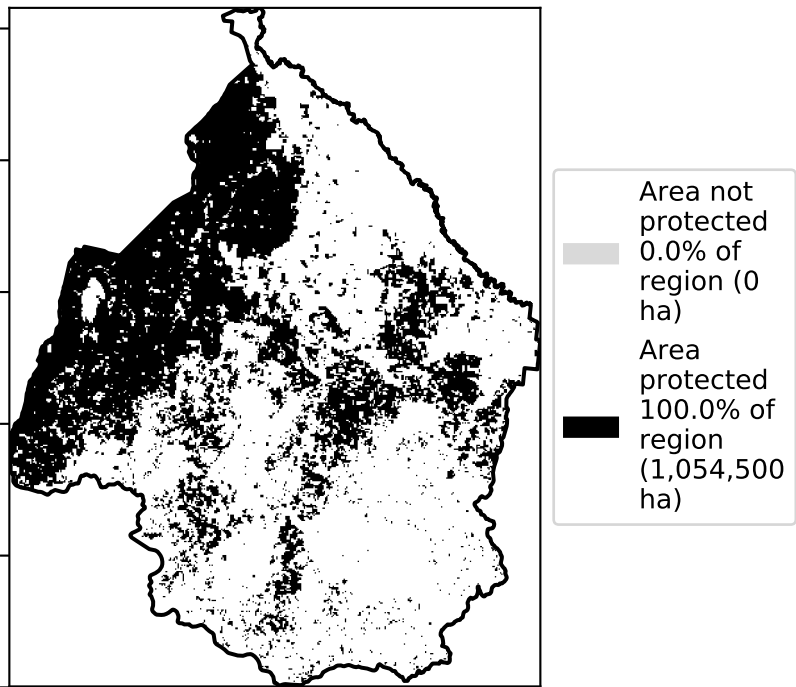 Area not
protected
0.0% of
region (0
ha)
Area
protected
100.0% of
region
(1,054,500
ha)